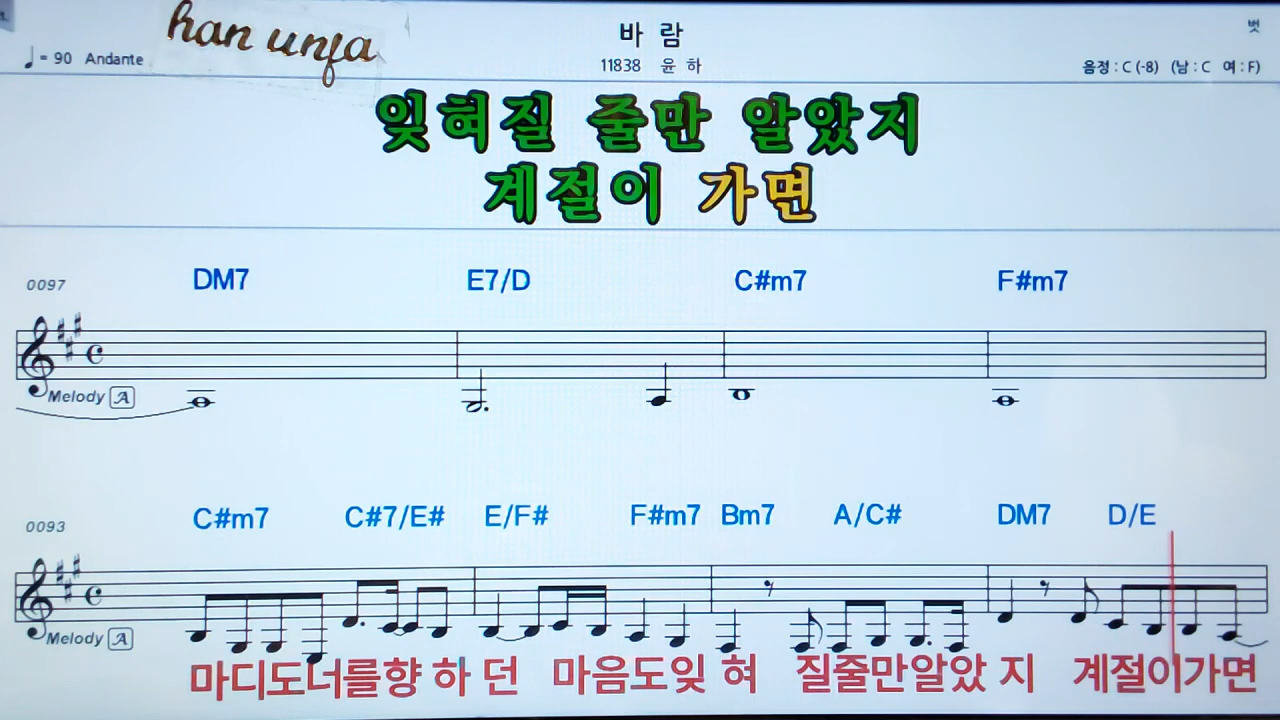 han unfa
바 람
벗
♩ = 90 Andante
11838 윤 하
음정 : C (-8) (남 : C 여 : F)
잊혀질 줄만 알았지
계절이 가면
0097 DM7 E7/D C#m7 F#m7
Melody A
0093 C#m7 C#7/E# E/F# F#m7 Bm7 A/C# DM7 D/E
Melody A
마디도너를향 하 던 마음도잊 혀 질줄만알았 지 계절이가면